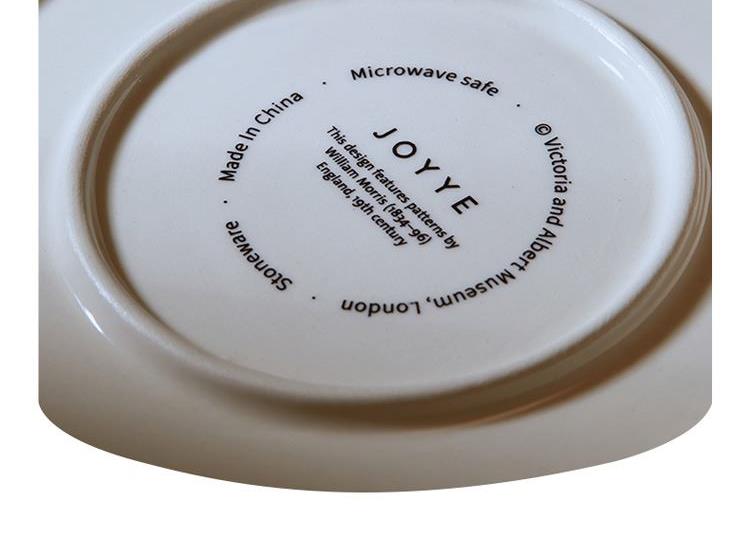 JOYYE
This design features patterns by
William Morris (1834–96)
England, 19th century
Microwave safe · © Victoria and Albert Museum, London · Stoneware · Made In China ·